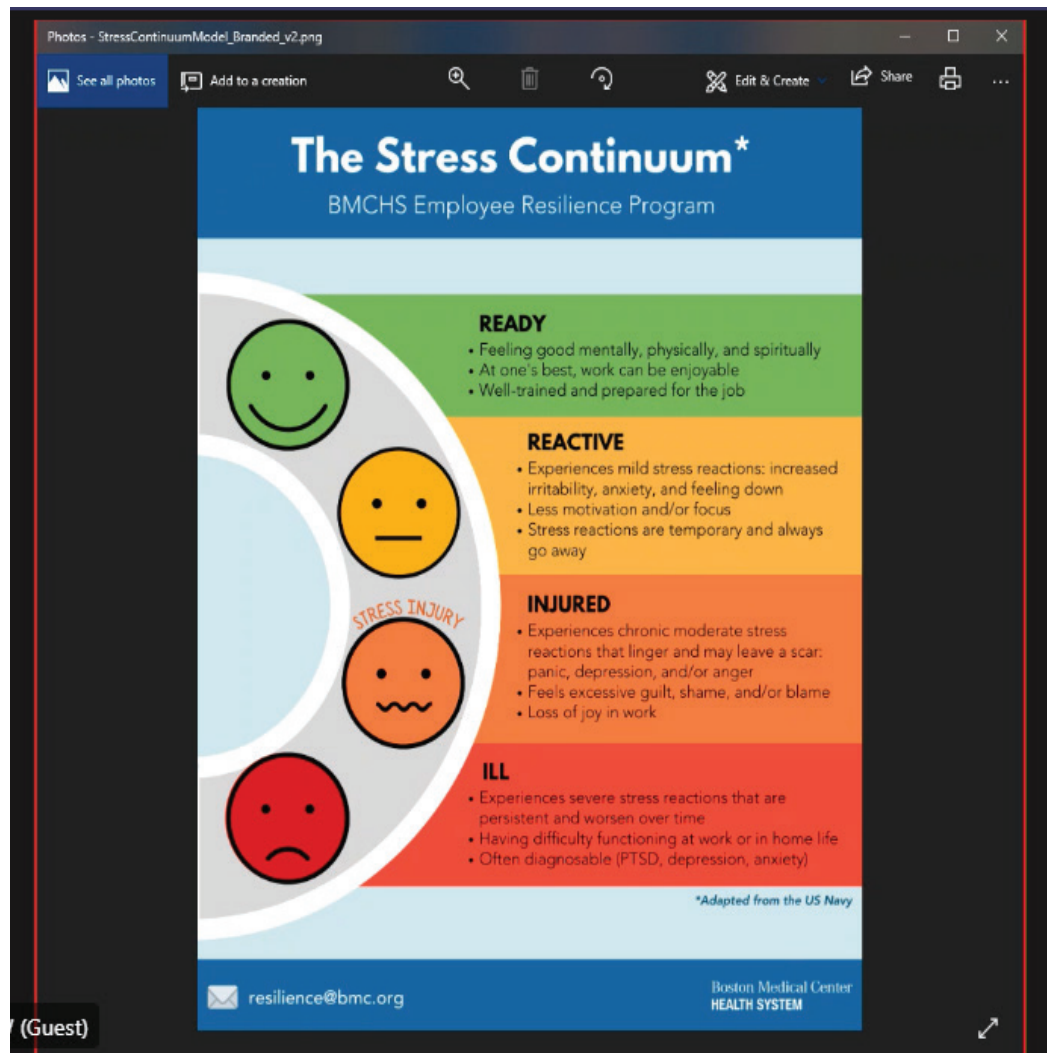 Photos - StressContinuumModel_Branded_v2.png
See all photos
Add to a creation
Edit & Create
Share
The Stress Continuum*
BMCHS Employee Resilience Program
READY
• Feeling good mentally, physically, and spiritually
• At one's best, work can be enjoyable
• Well-trained and prepared for the job
REACTIVE
• Experiences mild stress reactions: increased
irritability, anxiety, and feeling down
• Less motivation and/or focus
• Stress reactions are temporary and always
go away
STRESS INJURY
INJURED
• Experiences chronic moderate stress
reactions that linger and may leave a scar:
panic, depression, and/or anger
• Feels excessive guilt, shame, and/or blame
• Loss of joy in work
ILL
• Experiences severe stress reactions that are
persistent and worsen over time
• Having difficulty functioning at work or in home life
• Often diagnosable (PTSD, depression, anxiety)
*Adapted from the US Navy
resilience@bmc.org
Boston Medical Center
HEALTH SYSTEM
(Guest)